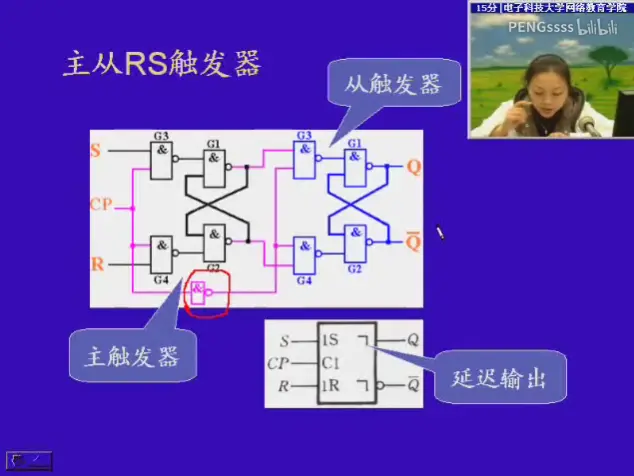 15分|电子科技大学网络教育学院
PENGssss bilibili
主从RS触发器
从触发器
G3
G1
G3
G1
S
&
&
&
&
Q
CP
R
&
&
&
&
Q̅
G4
G2
G4
G2
&
主触发器
S
1S
Q
CP
C1
R
1R
Q̅
延迟输出